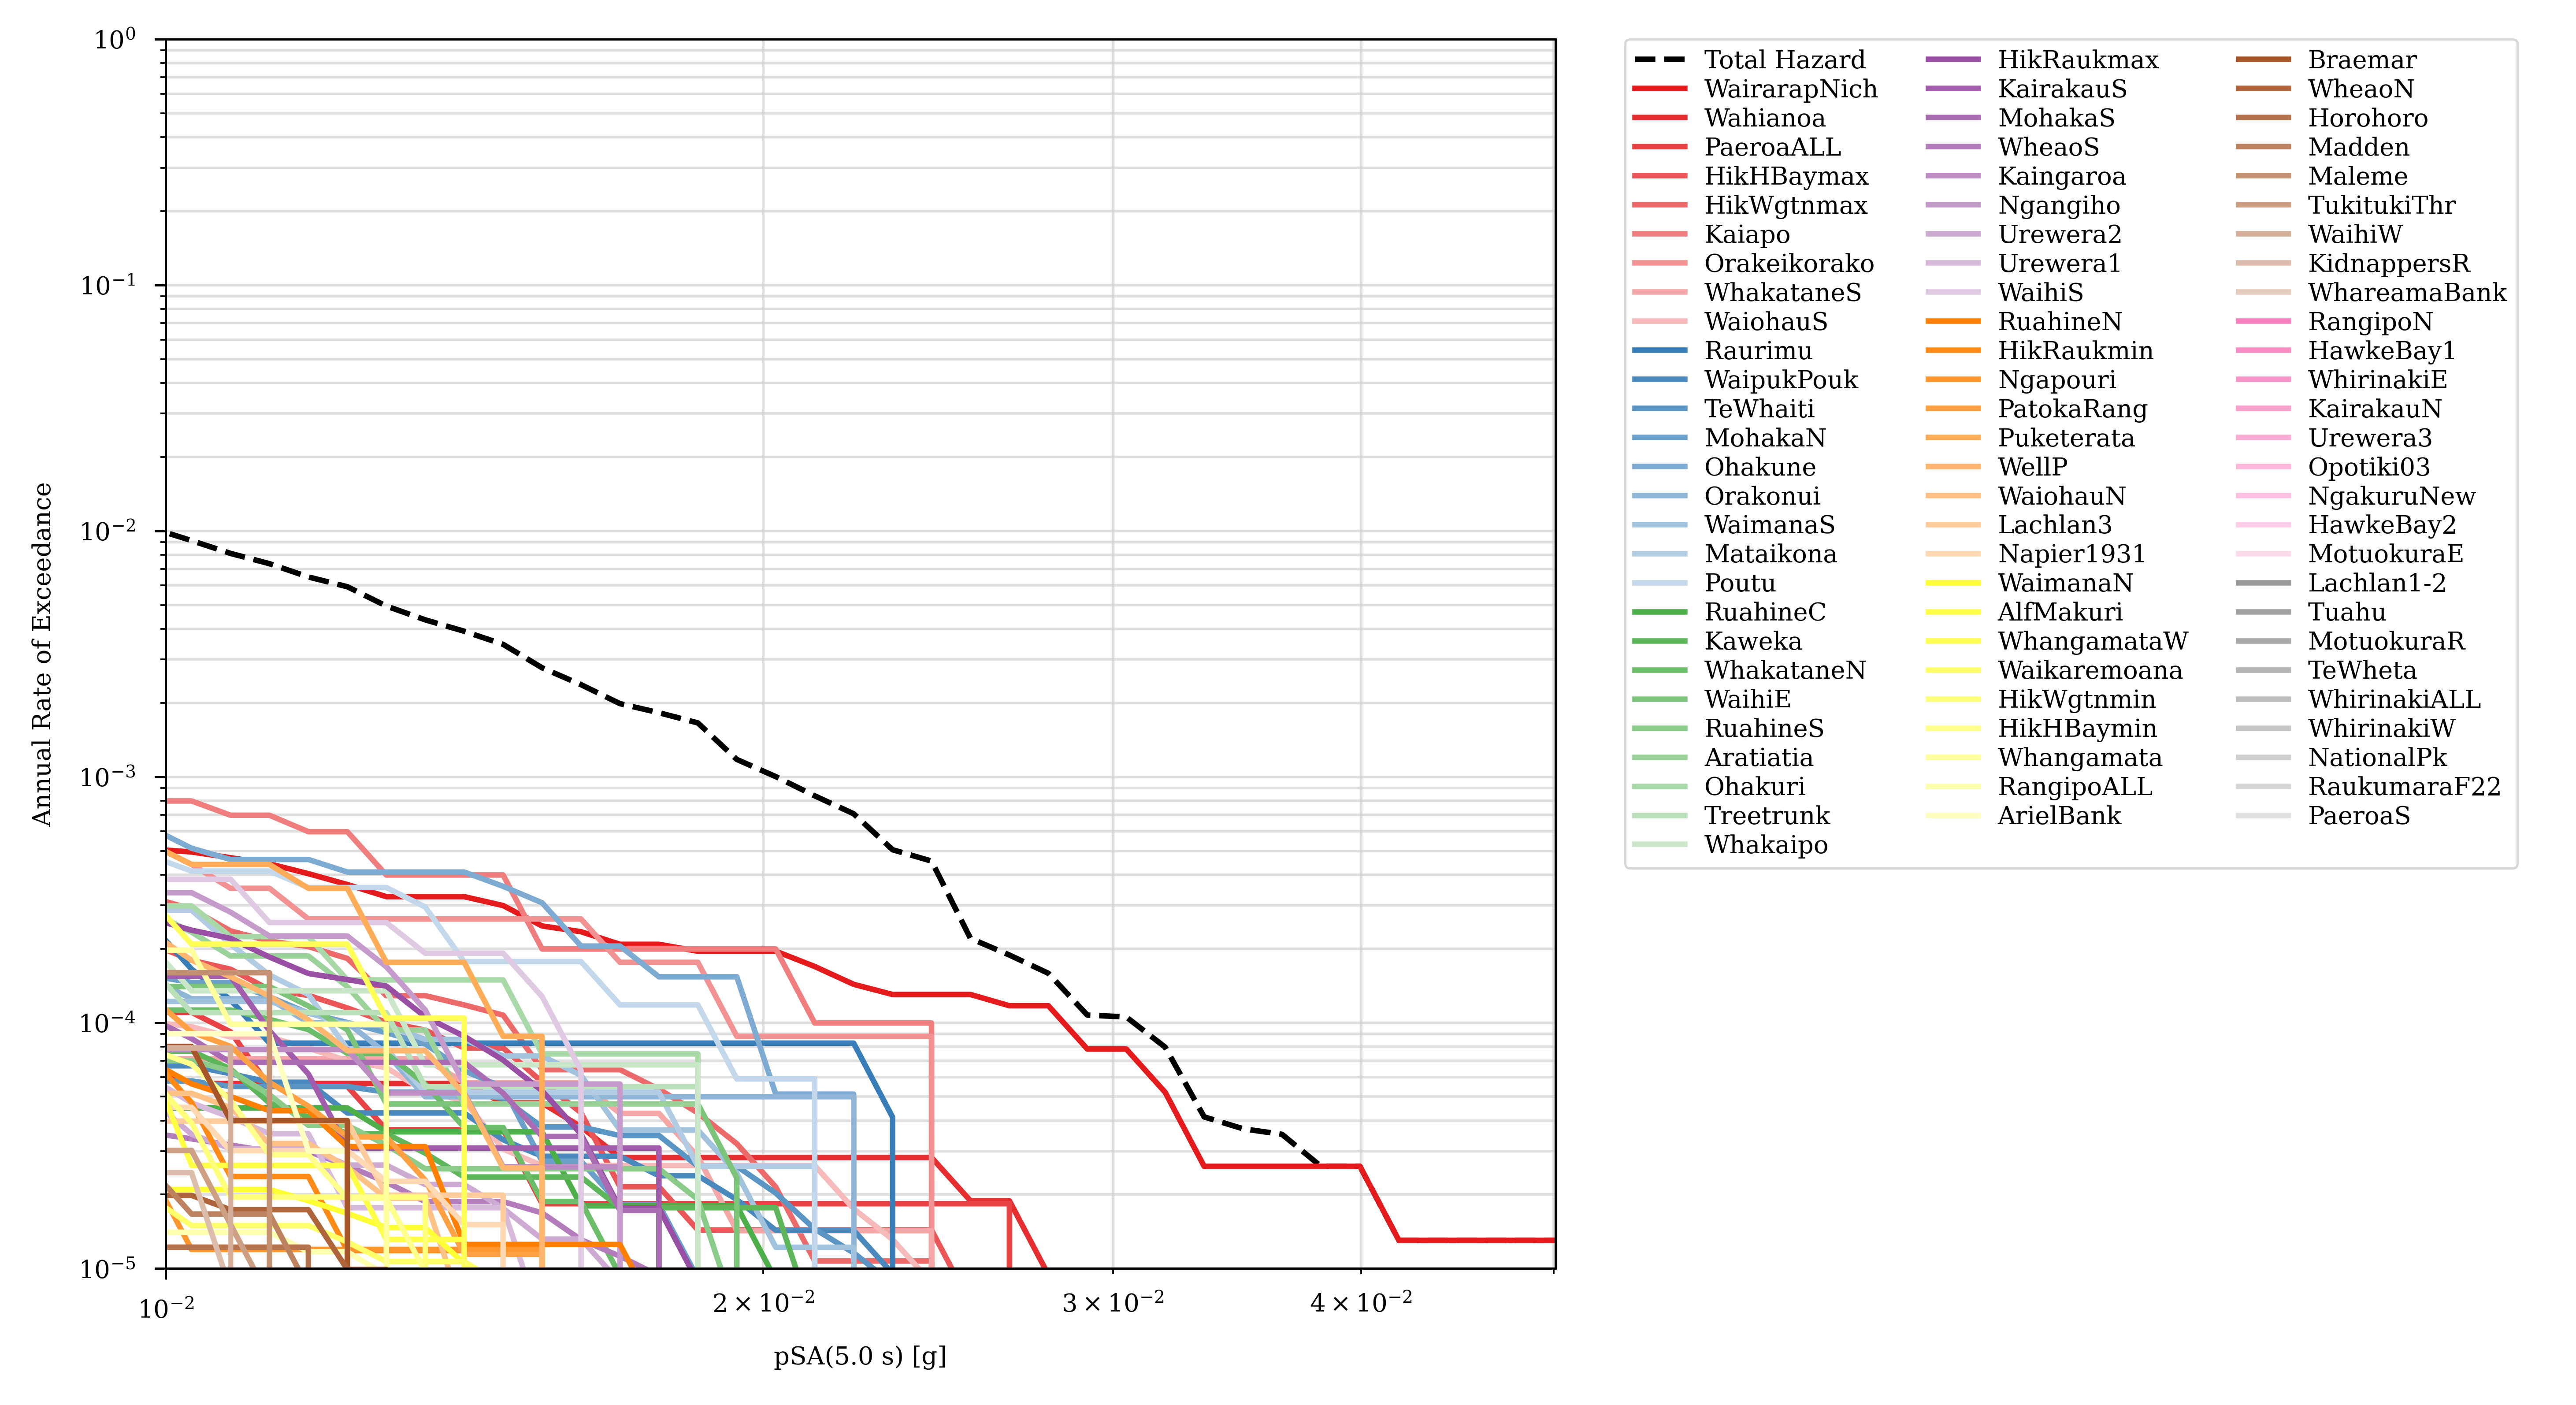 10⁰
10⁻¹
10⁻²
10⁻³
10⁻⁴
10⁻⁵
Annual Rate of Exceedance
10⁻²
2 × 10⁻²
3 × 10⁻²
4 × 10⁻²
pSA(5.0 s) [g]
Total Hazard
WairarapNich
Wahianoa
PaeroaALL
HikHBaymax
HikWgtnmax
Kaiapo
Orakeikorako
WhakataneS
WaiohauS
Raurimu
WaipukPouk
TeWhaiti
MohakaN
Ohakune
Orakonui
WaimanaS
Mataikona
Poutu
RuahineC
Kaweka
WhakataneN
WaihiE
RuahineS
Aratiatia
Ohakuri
Treetrunk
Whakaipo
HikRaukmax
KairakauS
MohakaS
WheaoS
Kaingaroa
Ngangiho
Urewera2
Urewera1
WaihiS
RuahineN
HikRaukmin
Ngapouri
PatokaRang
Puketerata
WellP
WaiohauN
Lachlan3
Napier1931
WaimanaN
AlfMakuri
WhangamataW
Waikaremoana
HikWgtnmin
HikHBaymin
Whangamata
RangipoALL
ArielBank
Braemar
WheaoN
Horohoro
Madden
Maleme
TukitukiThr
WaihiW
KidnappersR
WhareamaBank
RangipoN
HawkeBay1
WhirinakiE
KairakauN
Urewera3
Opotiki03
NgakuruNew
HawkeBay2
MotuokuraE
Lachlan1-2
Tuahu
MotuokuraR
TeWheta
WhirinakiALL
WhirinakiW
NationalPk
RaukumaraF22
PaeroaS